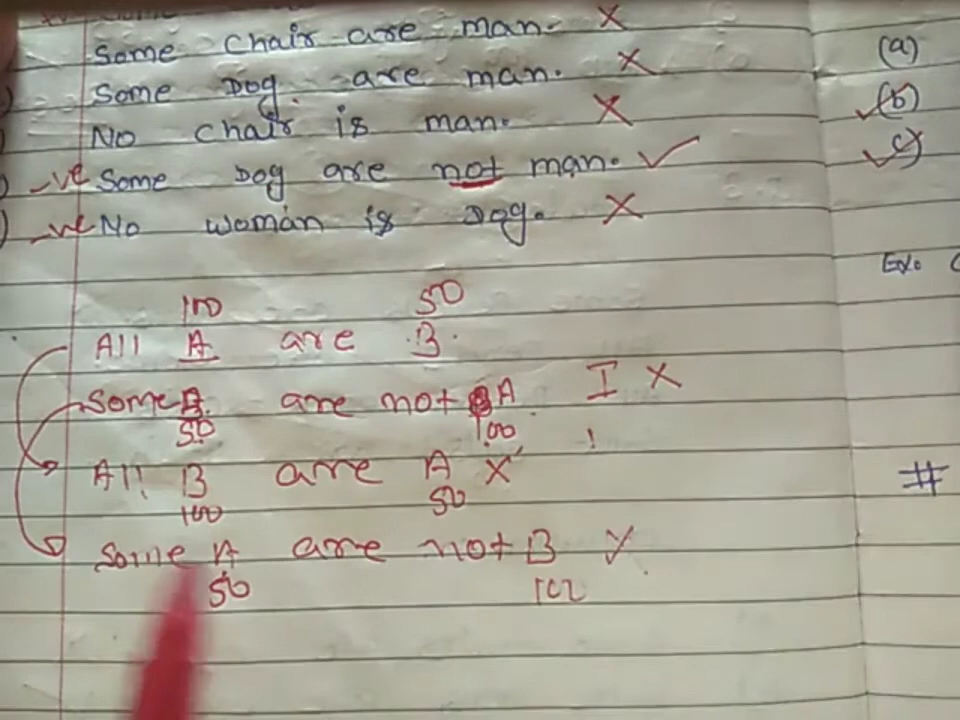 Some chair are man. X
(a)
Some Dog are man. X
(b)
No chair is man. X
c)
-ve Some Dog are not man. ✓
-ve No woman is Dog. X
Ex.
100 50
All A are B.
Some B. are not A. I X
50 100
All B are A X
100 50
#
Some A are not B
50